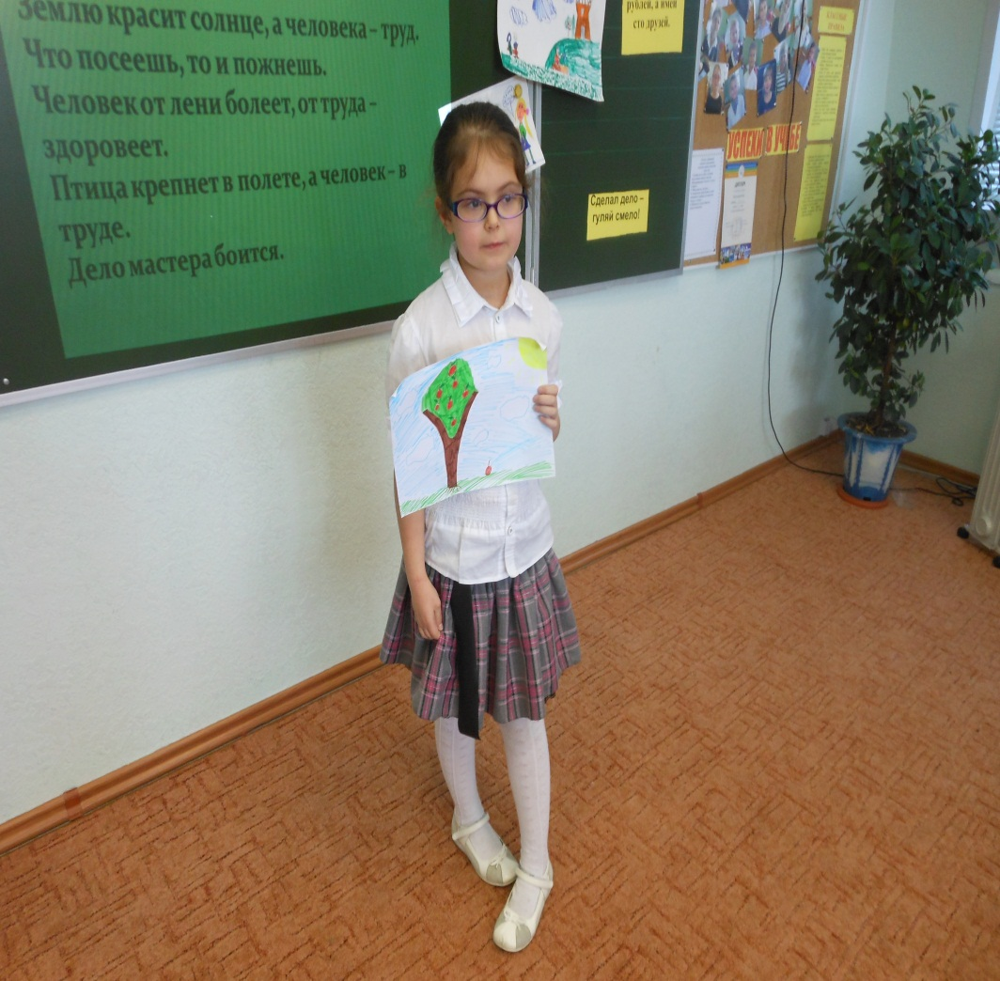 Землю красит солнце, а человека – труд.
Что посеешь, то и пожнешь.
Человек от лени болеет, от труда –
здоровеет.
Птица крепнет в полете, а человек – в
труде.
Дело мастера боится.
рублей, а имей
сто друзей.
Сделал дело –
гуляй смело!
УСПЕХИ В УЧЕБЕ